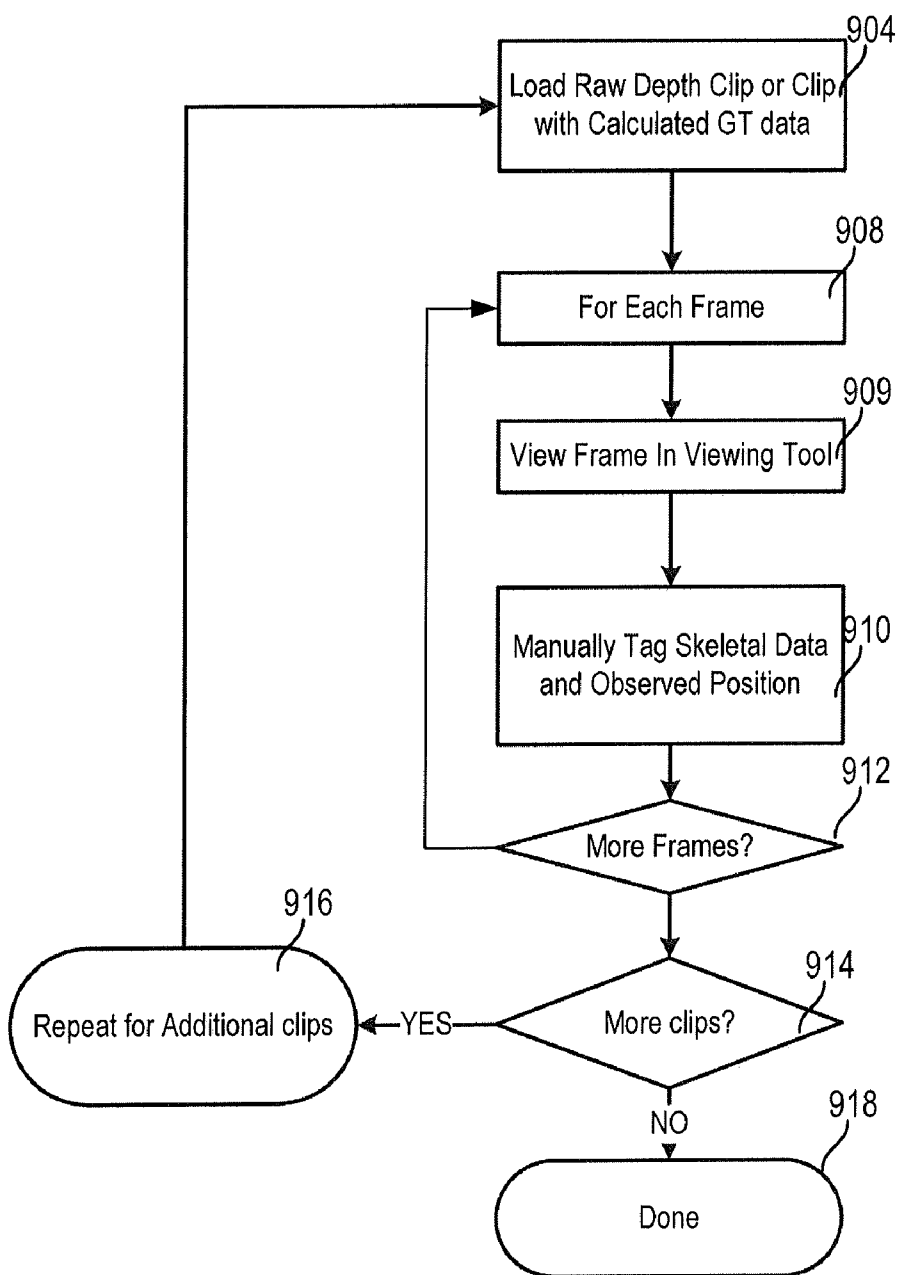 904
Load Raw Depth Clip or Clip
with Calculated GT data
908
For Each Frame
909
View Frame In Viewing Tool
910
Manually Tag Skeletal Data
and Observed Position
912
More Frames?
916
Repeat for Additional clips
914
More clips?
YES
NO
918
Done